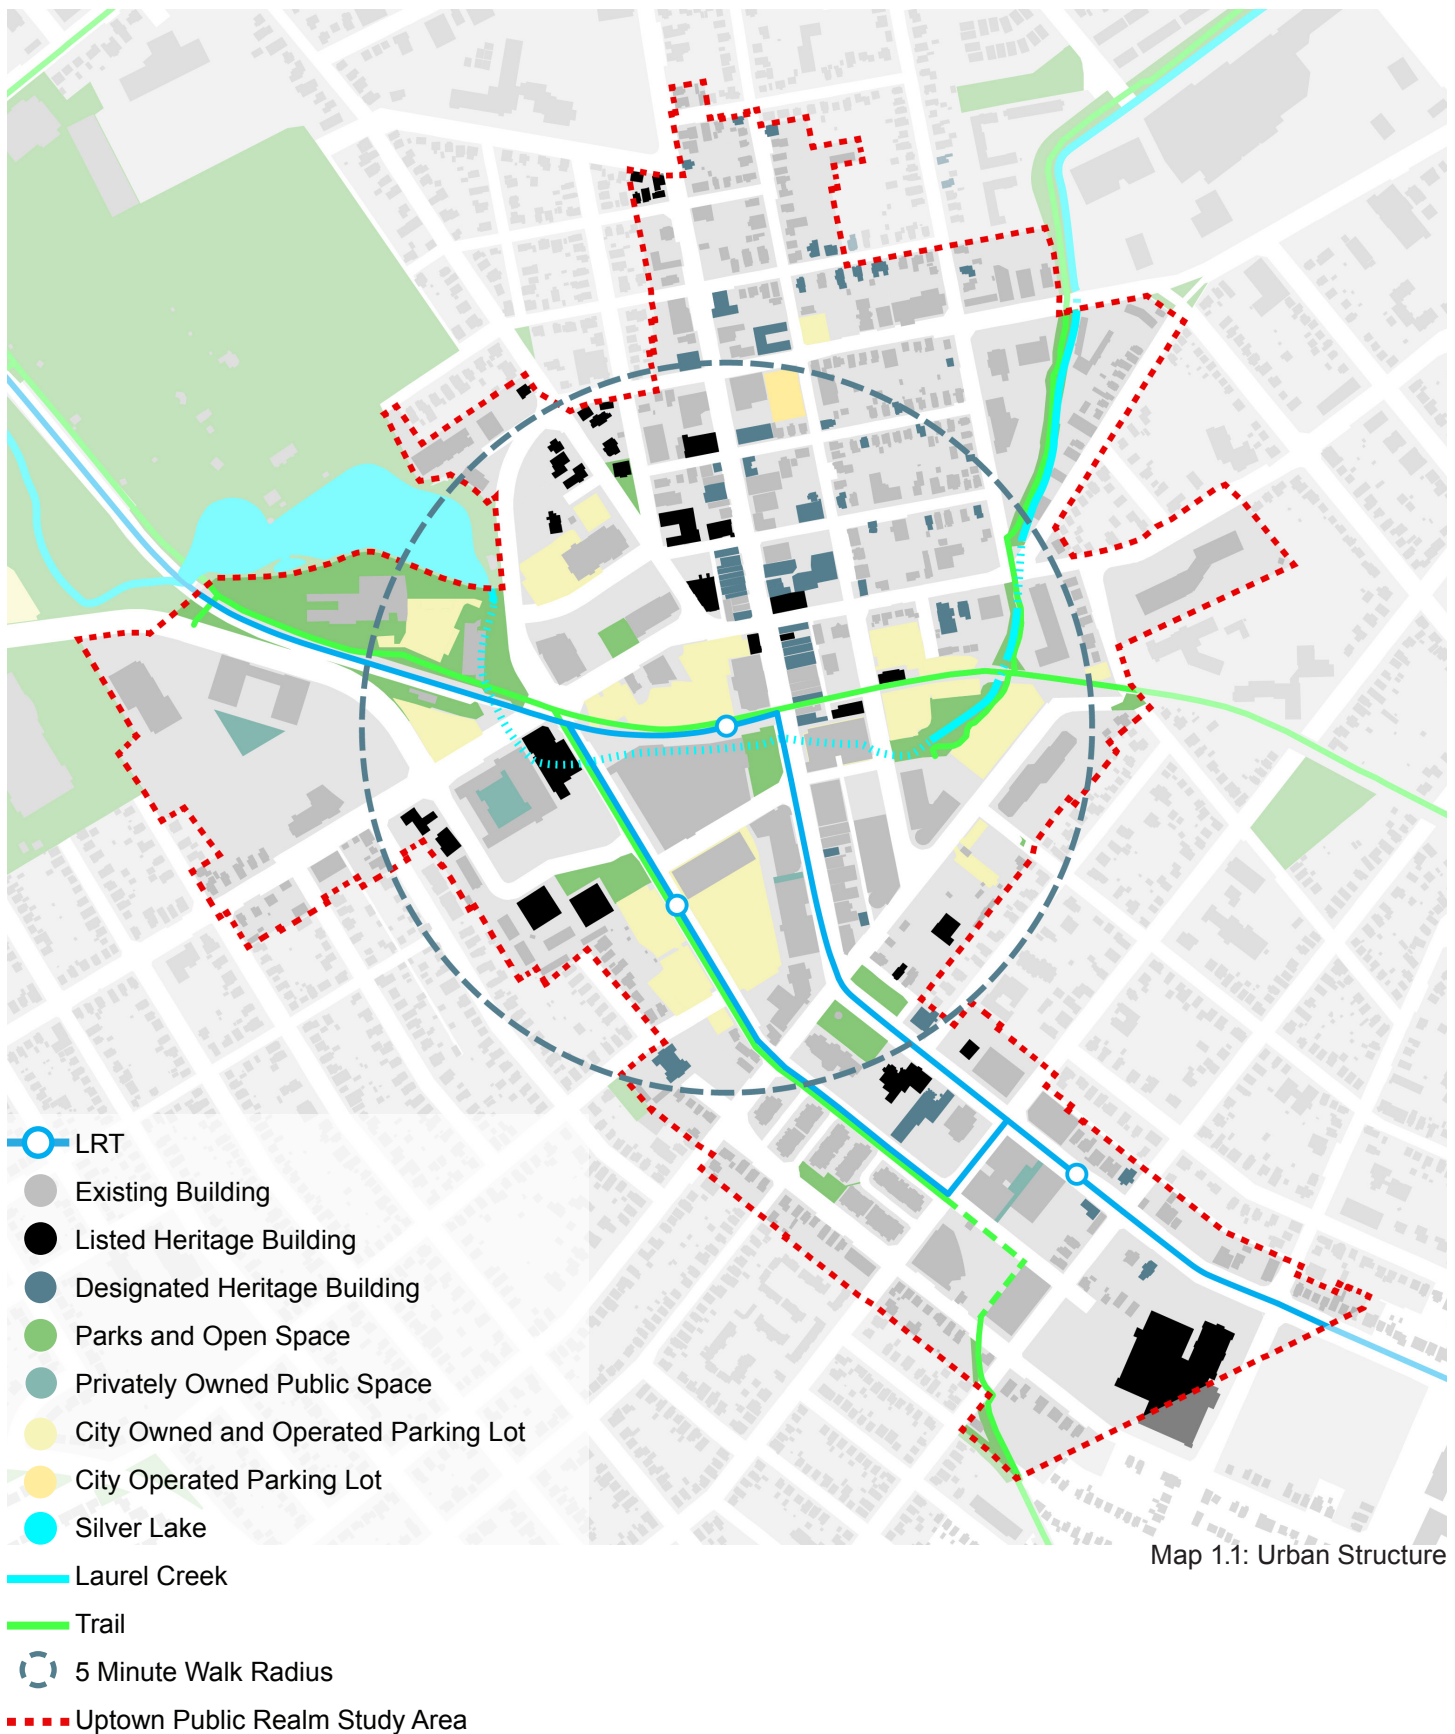 LRT
Existing Building
Listed Heritage Building
Designated Heritage Building
Parks and Open Space
Privately Owned Public Space
City Owned and Operated Parking Lot
City Operated Parking Lot
Silver Lake
Map 1.1: Urban Structure
Laurel Creek
Trail
5 Minute Walk Radius
Uptown Public Realm Study Area